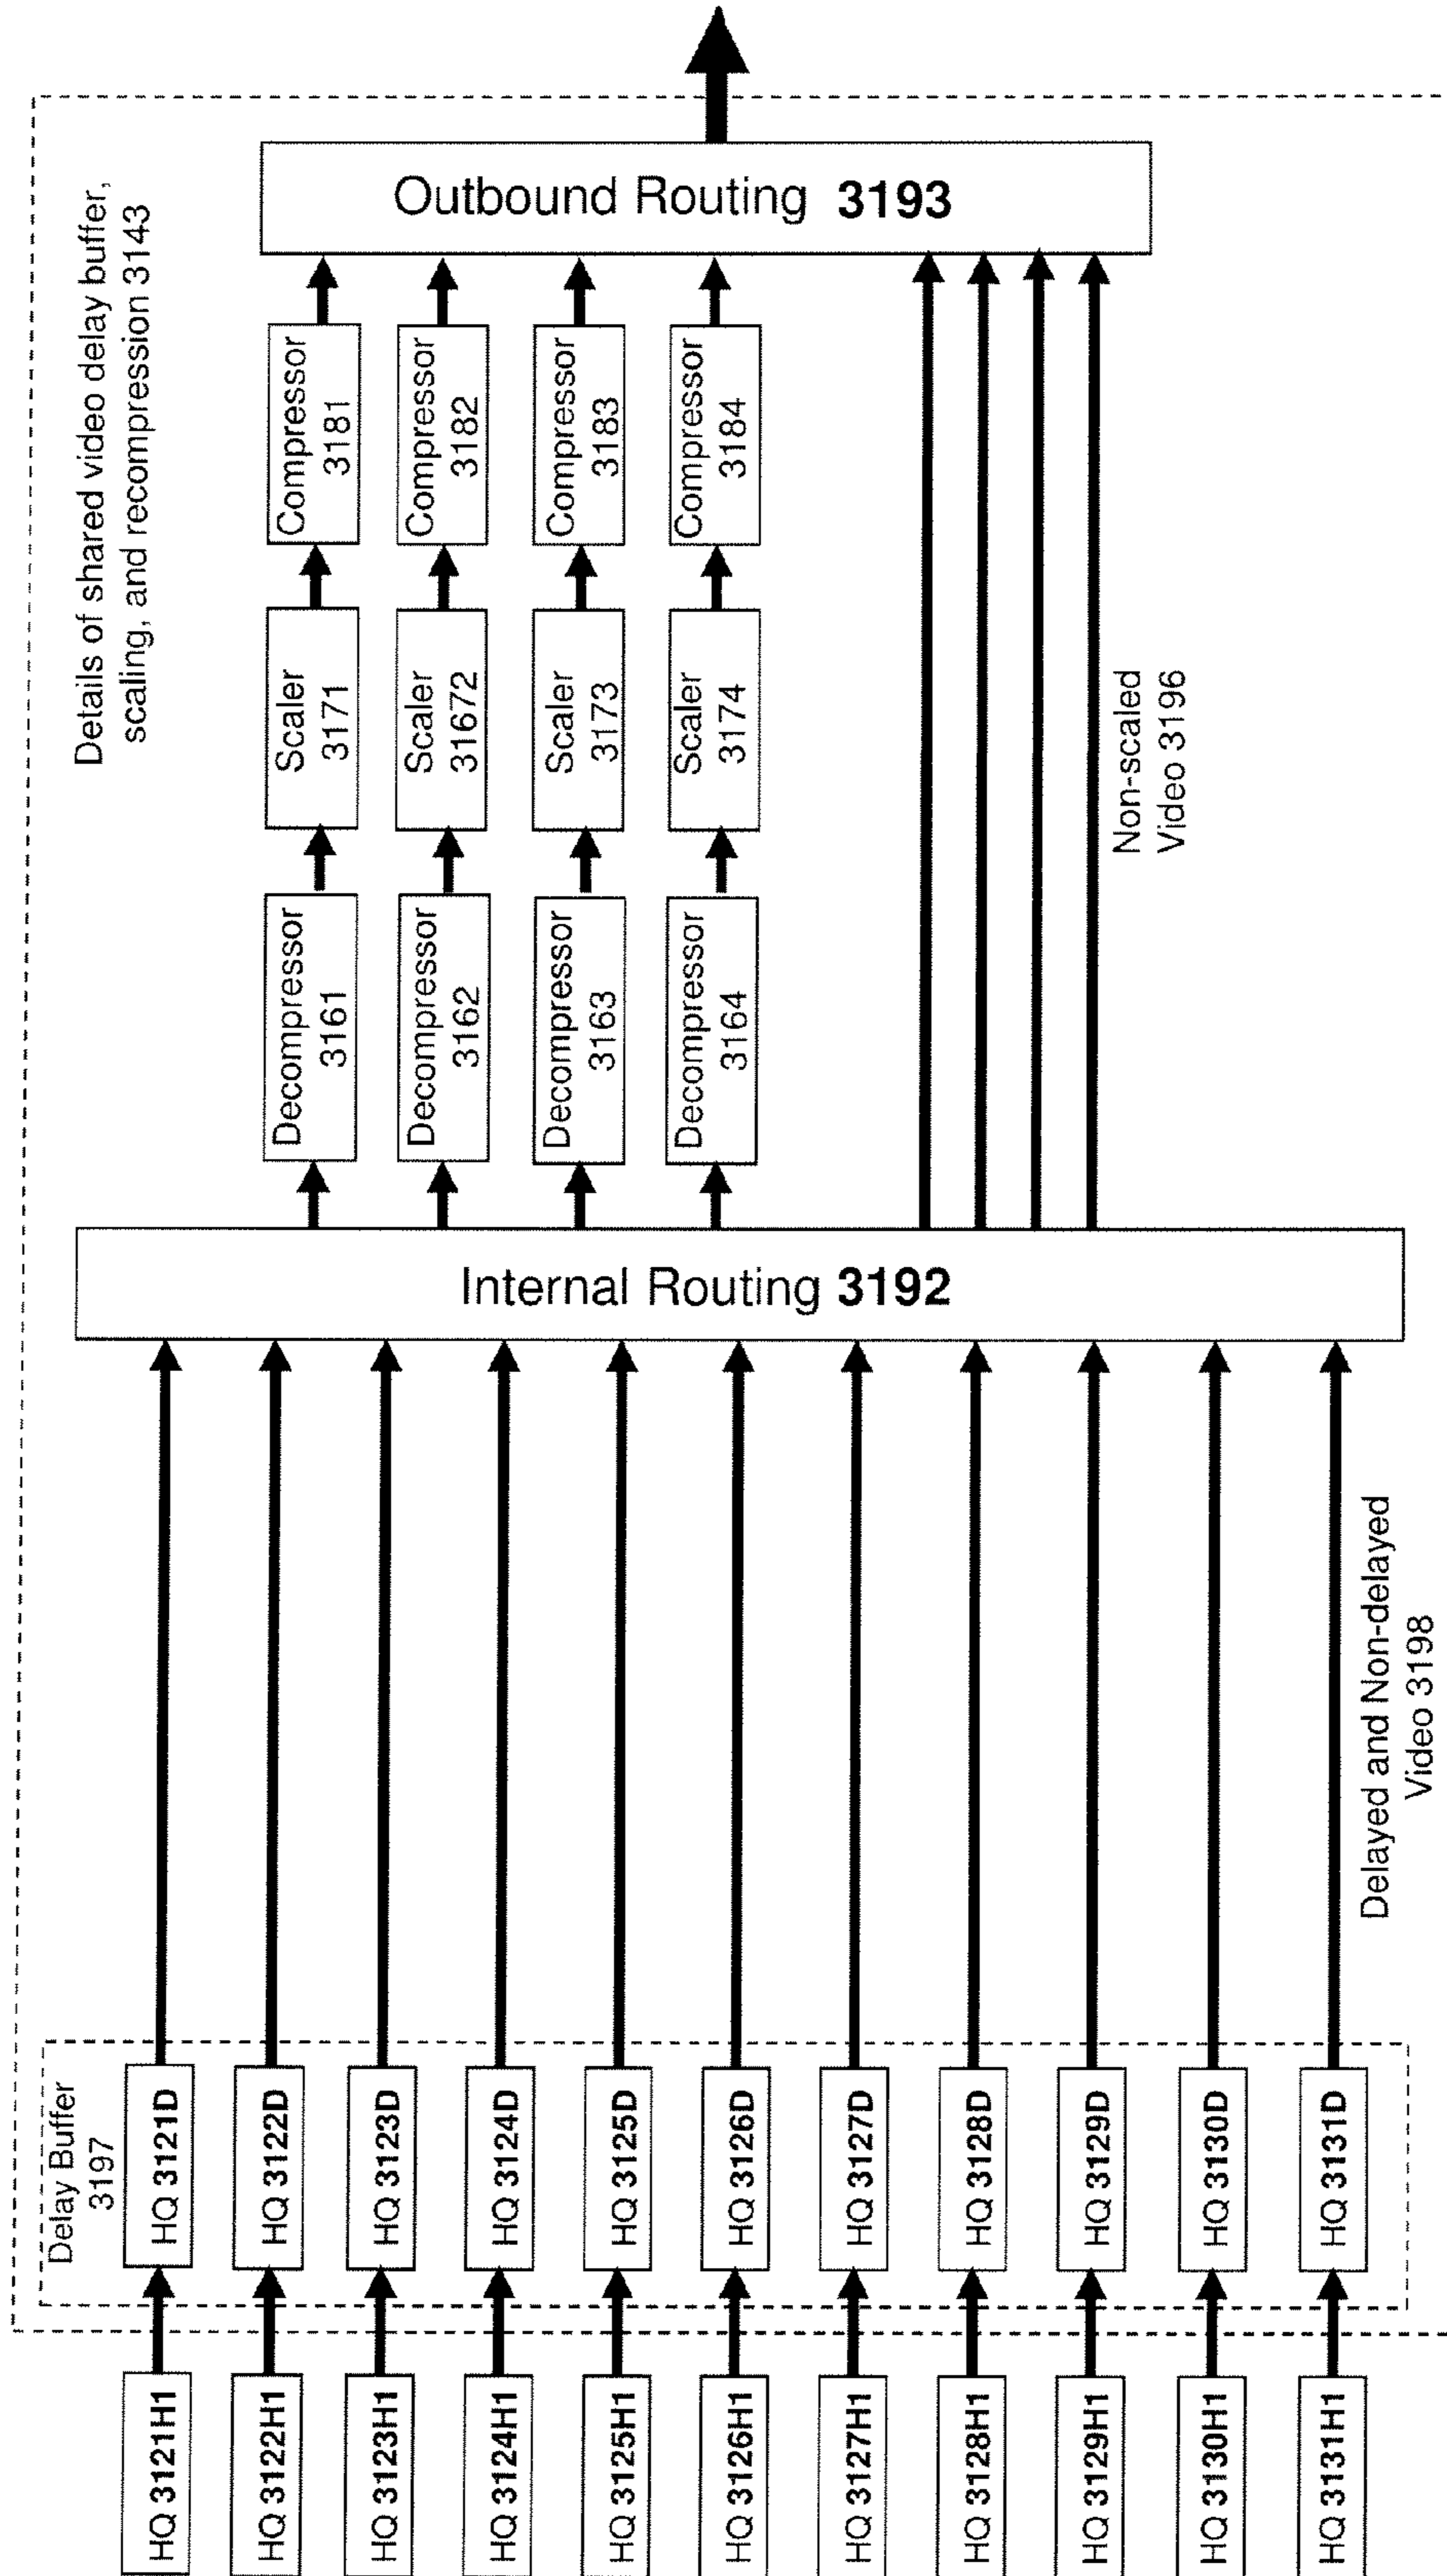 Details of shared video delay buffer,
scaling, and recompression 3143
Outbound Routing 3193
Compressor
3181
Compressor
3182
Compressor
3183
Compressor
3184
Scaler
3171
Scaler
31672
Scaler
3173
Scaler
3174
Decompressor
3161
Decompressor
3162
Decompressor
3163
Decompressor
3164
Non-scaled
Video 3196
Internal Routing 3192
Delayed and Non-delayed
Video 3198
Delay Buffer
3197
HQ 3121D
HQ 3122D
HQ 3123D
HQ 3124D
HQ 3125D
HQ 3126D
HQ 3127D
HQ 3128D
HQ 3129D
HQ 3130D
HQ 3131D
HQ 3121H1
HQ 3122H1
HQ 3123H1
HQ 3124H1
HQ 3125H1
HQ 3126H1
HQ 3127H1
HQ 3128H1
HQ 3129H1
HQ 3130H1
HQ 3131H1